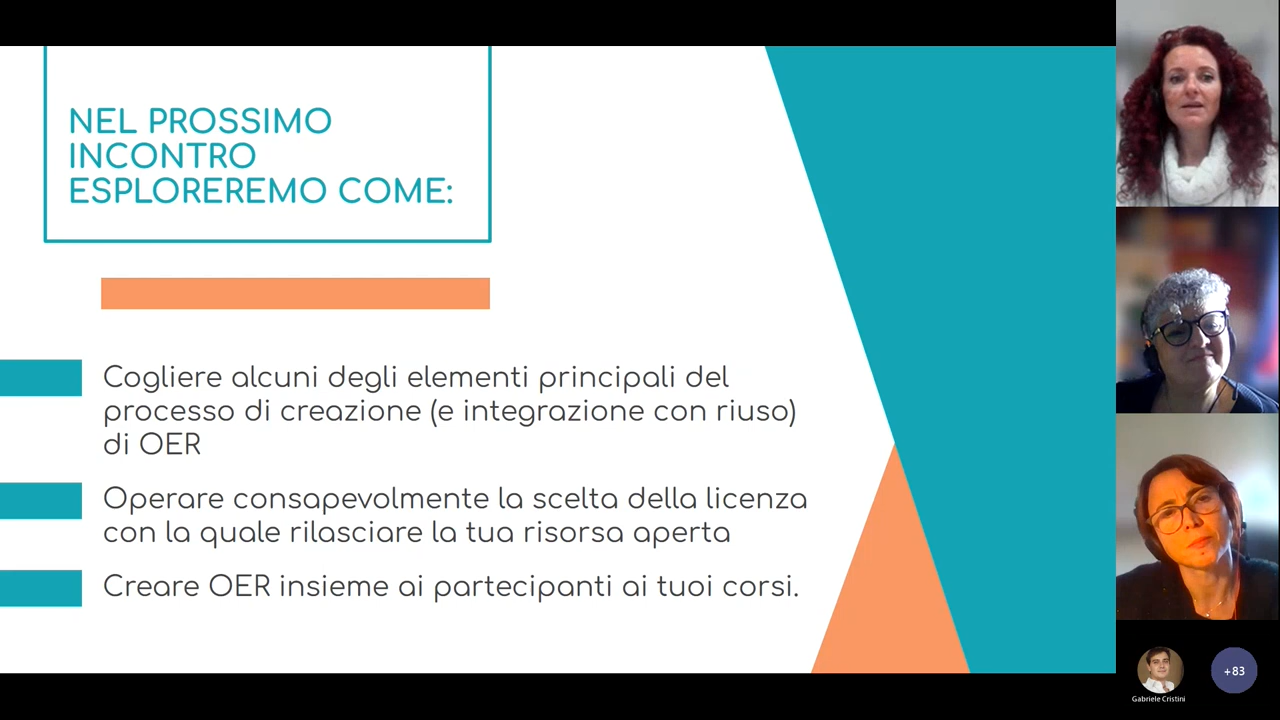 NEL PROSSIMO
INCONTRO
ESPLOREREMO COME:
Cogliere alcuni degli elementi principali del
processo di creazione (e integrazione con riuso)
di OER
Operare consapevolmente la scelta della licenza
con la quale rilasciare la tua risorsa aperta
Creare OER insieme ai partecipanti ai tuoi corsi.
Gabriele Cristini
+83